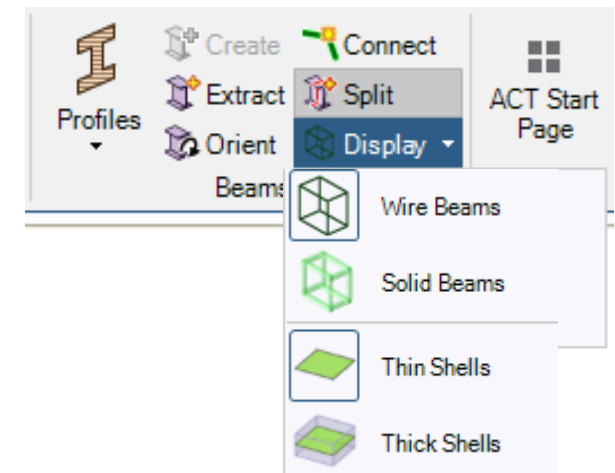 Create
Connect
Extract
Split
ACT Start
Page
Profiles
Orient
Display
Beams
Wire Beams
Solid Beams
Thin Shells
Thick Shells